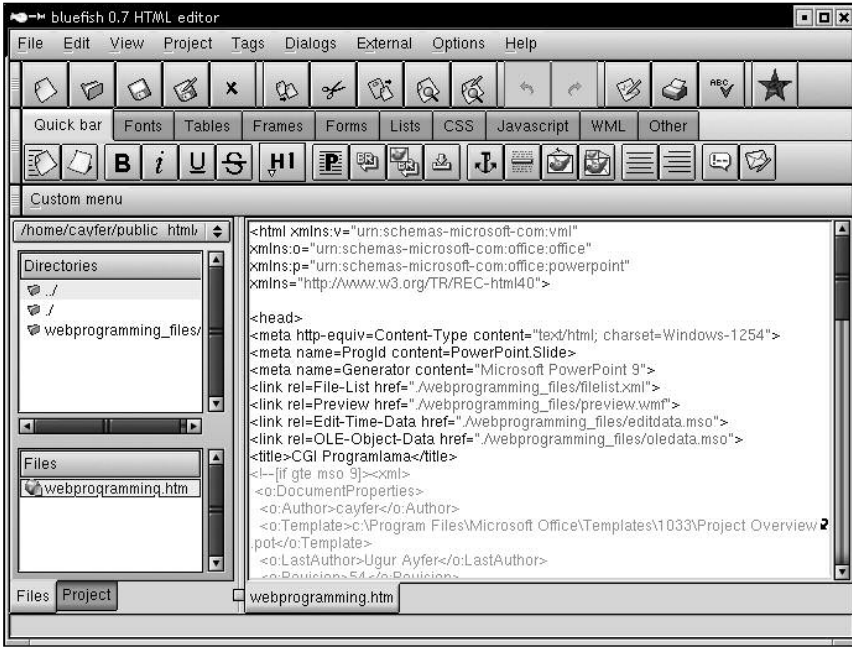 bluefish 0.7 HTML editor
File Edit View Project Tags Dialogs External Options Help
ABC
Quick bar Fonts Tables Frames Forms Lists CSS Javascript WML Other
B i U S H1 P BR BR
Custom menu
/home/cayfer/public_html/
Directories
../
./
webprogramming_files/
Files
webprogramming.htm
Files Project
<html xmlns:v="urn:schemas-microsoft-com:vml"
xmlns:o="urn:schemas-microsoft-com:office:office"
xmlns:p="urn:schemas-microsoft-com:office:powerpoint"
xmlns="http://www.w3.org/TR/REC-html40">
<head>
<meta http-equiv=Content-Type content="text/html; charset=Windows-1254">
<meta name=ProgId content=PowerPoint.Slide>
<meta name=Generator content="Microsoft PowerPoint 9">
<link rel=File-List href="./webprogramming_files/filelist.xml">
<link rel=Preview href="./webprogramming_files/preview.wmf">
<link rel=Edit-Time-Data href="./webprogramming_files/editdata.mso">
<link rel=OLE-Object-Data href="./webprogramming_files/oledata.mso">
<title>CGI Programlama</title>
<!--[if gte mso 9]><xml>
<o:DocumentProperties>
<o:Author>cayfer</o:Author>
<o:Template>c:\Program Files\Microsoft Office\Templates\1033\Project Overview
.pot</o:Template>
<o:LastAuthor>Ugur Ayfer</o:LastAuthor>
<o:Revision>54</o:Revision>
webprogramming.htm